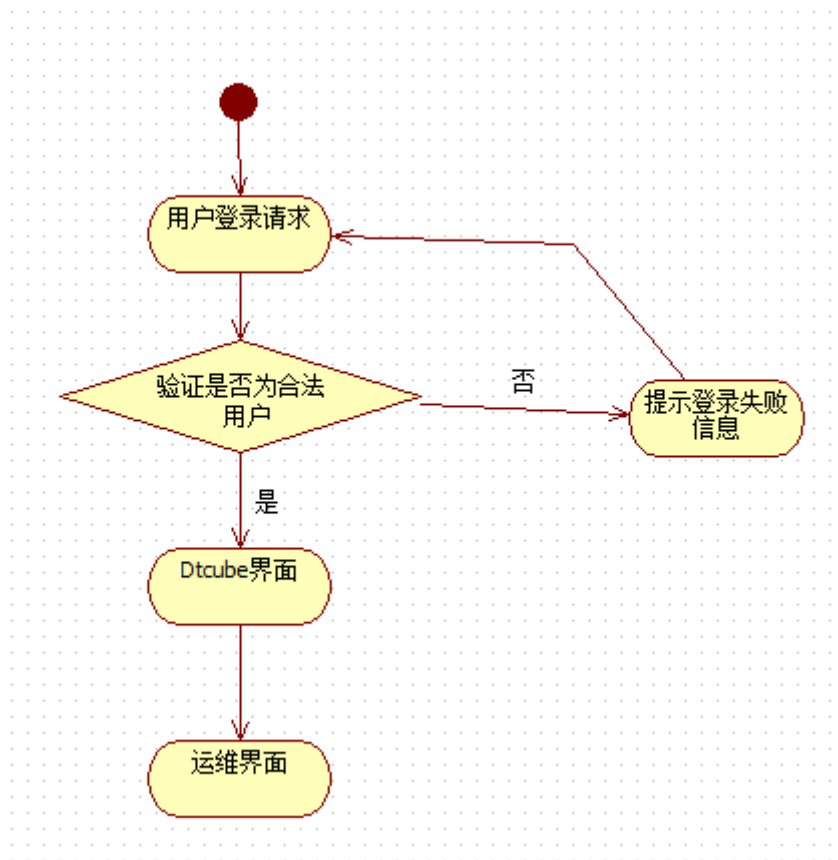 用户登录请求
验证是否为合法
用户
否
提示登录失败
信息
是
Dtcube界面
运维界面